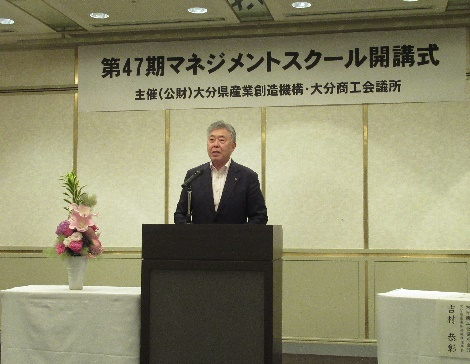 第47期マネジメントスクール開講式
主催(公財)大分県産業創造機構・大分商工会議所
吉村 恭彰